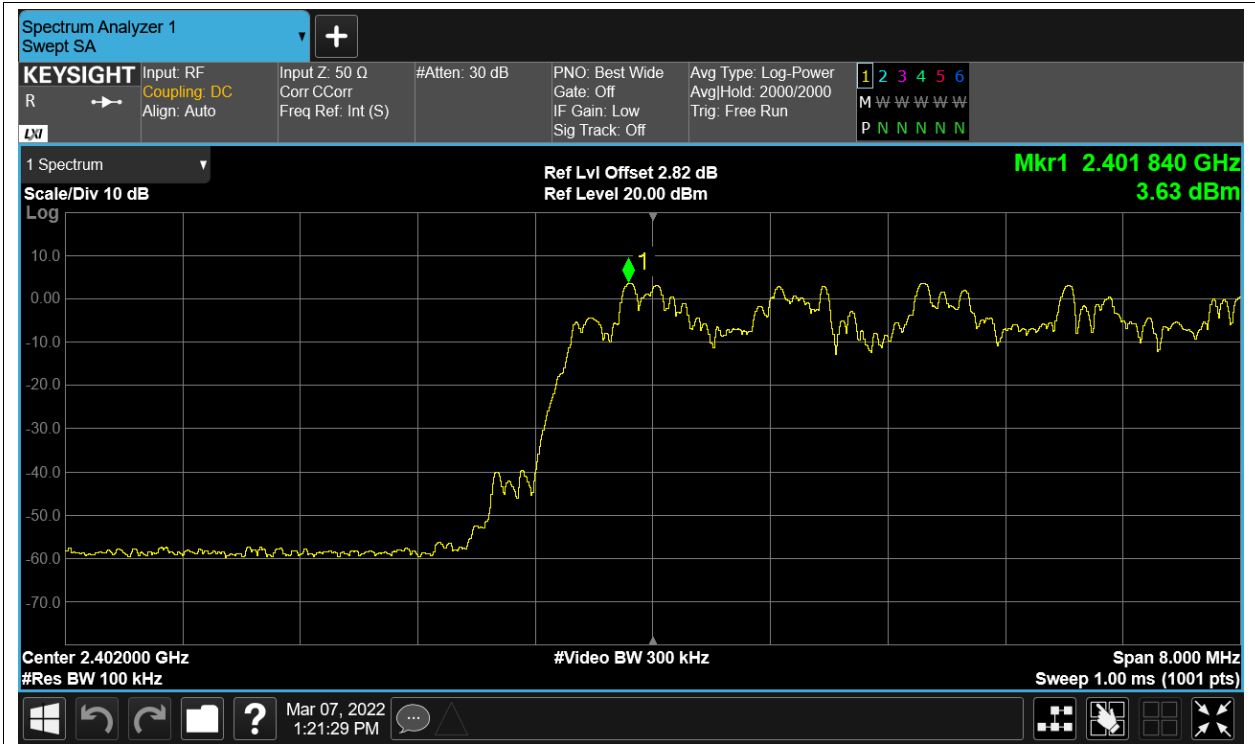 Spectrum Analyzer 1
Swept SA
+
KEYSIGHT
R
LXI
Input: RF
Coupling: DC
Align: Auto
Input Z: 50 Ω
Corr CCorr
Freq Ref: Int (S)
#Atten: 30 dB
PNO: Best Wide
Gate: Off
IF Gain: Low
Sig Track: Off
Avg Type: Log-Power
Avg|Hold: 2000/2000
Trig: Free Run
1 2 3 4 5 6
M W W W W W W
P N N N N N
1 Spectrum
Scale/Div 10 dB
Log
Ref Lvl Offset 2.82 dB
Ref Level 20.00 dBm
Mkr1 2.401 840 GHz
3.63 dBm
1
10.0
0.00
-10.0
-20.0
-30.0
-40.0
-50.0
-60.0
-70.0
Center 2.402000 GHz
#Res BW 100 kHz
#Video BW 300 kHz
Span 8.000 MHz
Sweep 1.00 ms (1001 pts)
?
Mar 07, 2022
1:21:29 PM